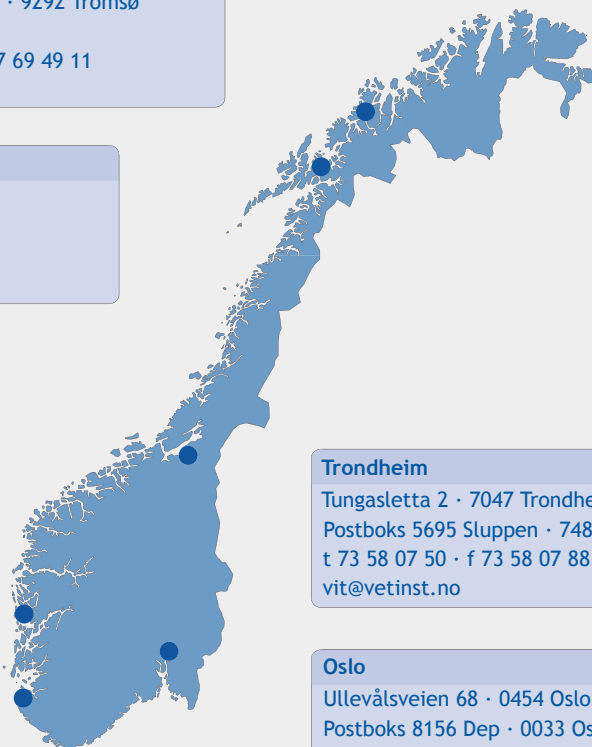 · 9292 Tromsø
7 69 49 11
Trondheim
Tungasletta 2 · 7047 Trondhe
Postboks 5695 Sluppen · 748
t 73 58 07 50 · f 73 58 07 88
vit@vetinst.no
Oslo
Ullevålsveien 68 · 0454 Oslo
Postboks 8156 Dep · 0033 Os